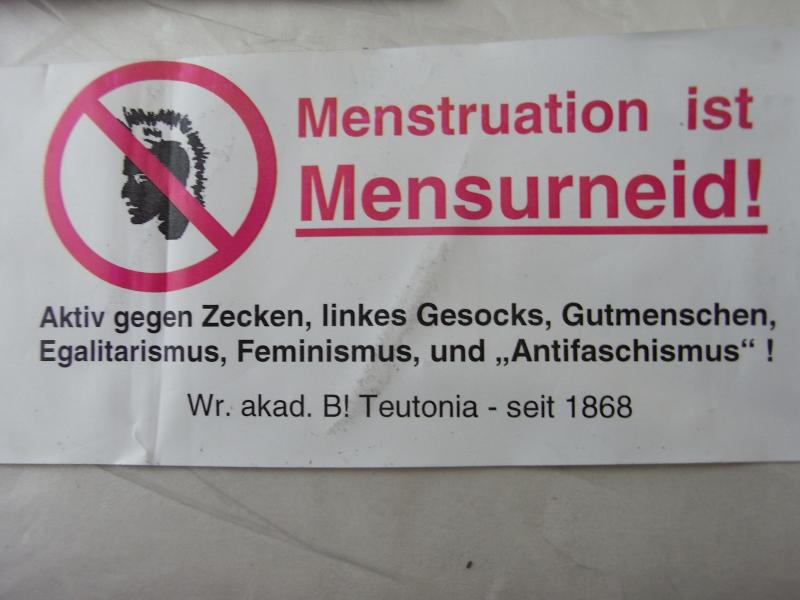 Menstruation ist
Mensurneid!
Aktiv gegen Zecken, linkes Gesocks, Gutmenschen,
Egalitarismus, Feminismus, und „Antifaschismus“ !
Wr. akad. B! Teutonia - seit 1868